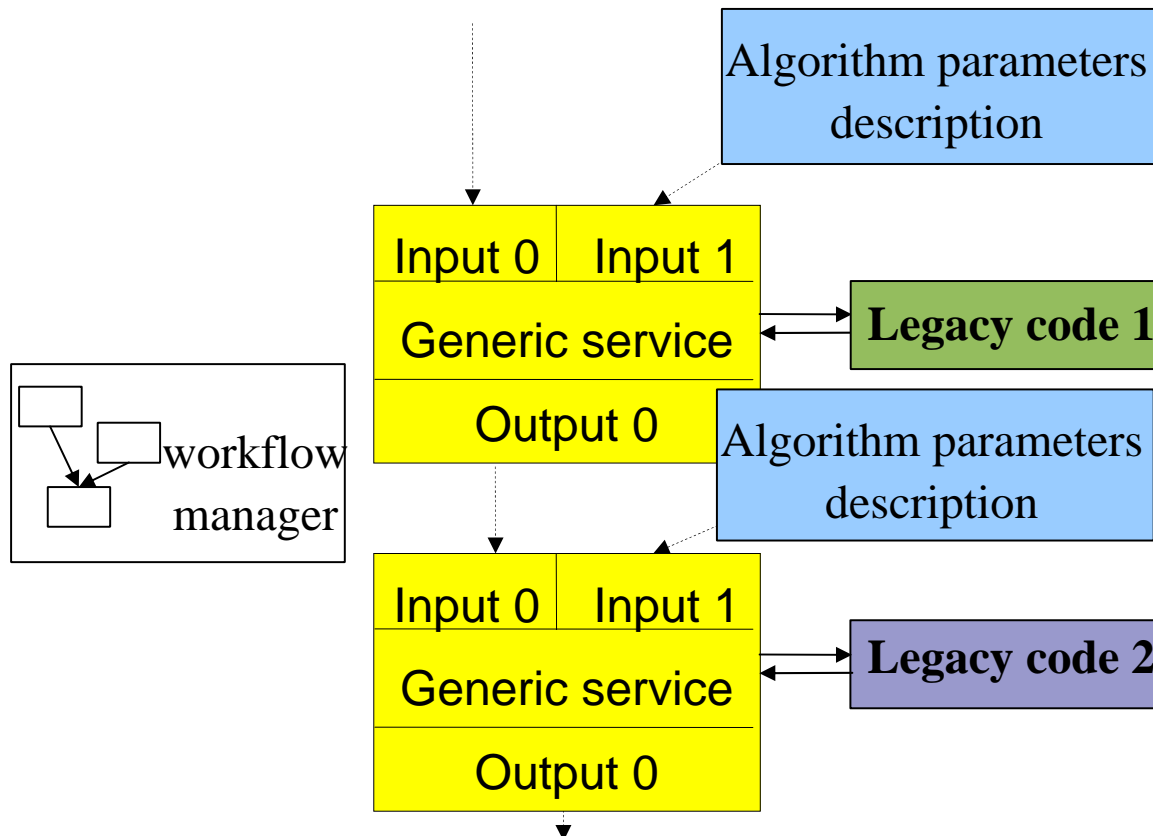 Algorithm parameters
description
Input 0
Input 1
Generic service
Legacy code 1
Output 0
workflow
manager
Algorithm parameters
description
Input 0
Input 1
Generic service
Legacy code 2
Output 0